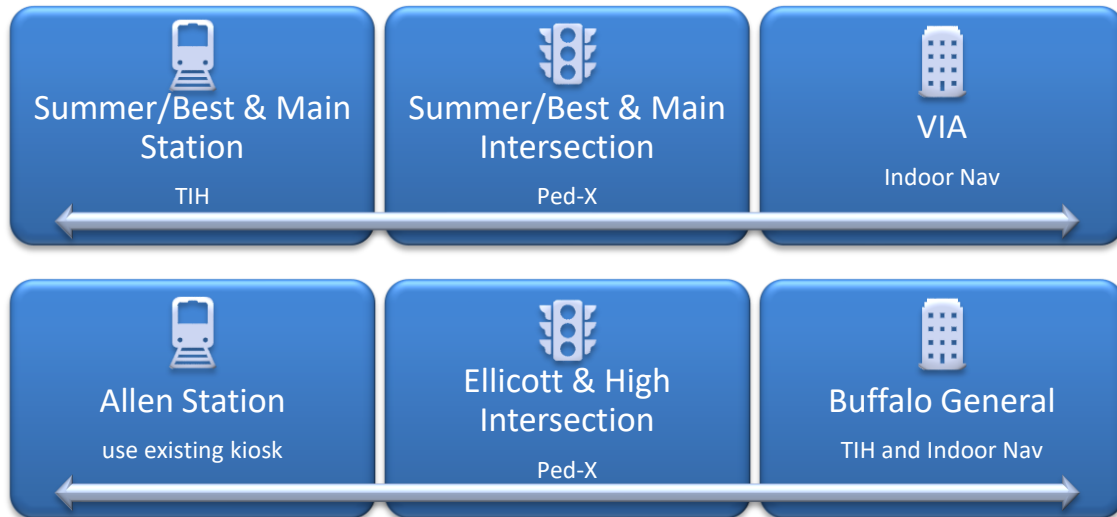 Summer/Best & Main
Station
TIH
Summer/Best & Main
Intersection
Ped-X
VIA
Indoor Nav
Allen Station
use existing kiosk
Ellicott & High
Intersection
Ped-X
Buffalo General
TIH and Indoor Nav